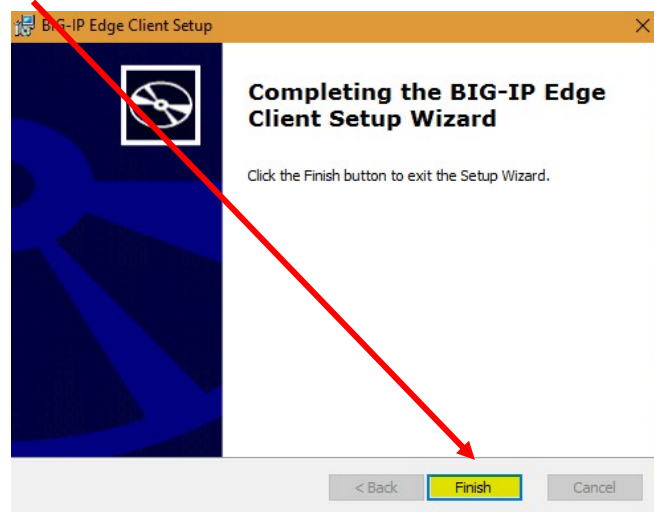 BIG-IP Edge Client Setup
Completing the BIG-IP Edge
Client Setup Wizard
Click the Finish button to exit the Setup Wizard.
< Back Finish Cancel